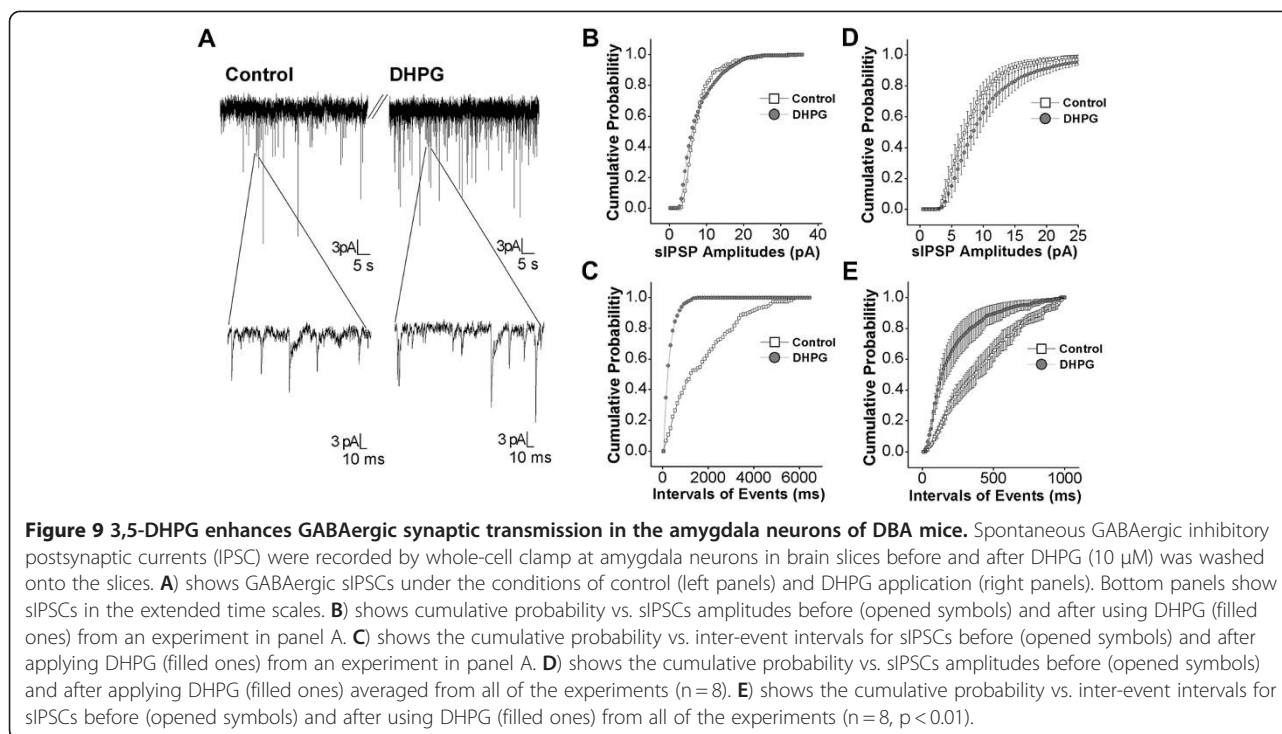 A
Control
DHPG
3pA
5 s
3pA
5 s
3 pA
10 ms
3 pA
10 ms
B
Cumulative Probabilitiy
1.0
0.8
0.6
0.4
0.2
0.0
Control
DHPG
0 10 20 30 40
sIPSP Amplitudes (pA)
C
Cumulative Probabilitiy
1.0
0.8
0.6
0.4
0.2
0.0
Control
DHPG
0 2000 4000 6000
Intervals of Events (ms)
D
Cumulative Probabilitiy
1.0
0.8
0.6
0.4
0.2
0.0
Control
DHPG
5 10 15 20 25
sIPSP Amplitudes (pA)
E
Cumulative Probabilitiy
1.0
0.8
0.6
0.4
0.2
0.0
Control
DHPG
0 500 1000
Intervals of Events (ms)
Figure 9 3,5-DHPG enhances GABAergic synaptic transmission in the amygdala neurons of DBA mice. Spontaneous GABAergic inhibitory
postsynaptic currents (IPSC) were recorded by whole-cell clamp at amygdala neurons in brain slices before and after DHPG (10 μM) was washed
onto the slices. A) shows GABAergic sIPSCs under the conditions of control (left panels) and DHPG application (right panels). Bottom panels show
sIPSCs in the extended time scales. B) shows cumulative probability vs. sIPSCs amplitudes before (opened symbols) and after using DHPG (filled
ones) from an experiment in panel A. C) shows the cumulative probability vs. inter-event intervals for sIPSCs before (opened symbols) and after
applying DHPG (filled ones) from an experiment in panel A. D) shows the cumulative probability vs. sIPSCs amplitudes before (opened symbols)
and after applying DHPG (filled ones) averaged from all of the experiments (n = 8). E) shows the cumulative probability vs. inter-event intervals for
sIPSCs before (opened symbols) and after using DHPG (filled ones) from all of the experiments (n = 8, p < 0.01).